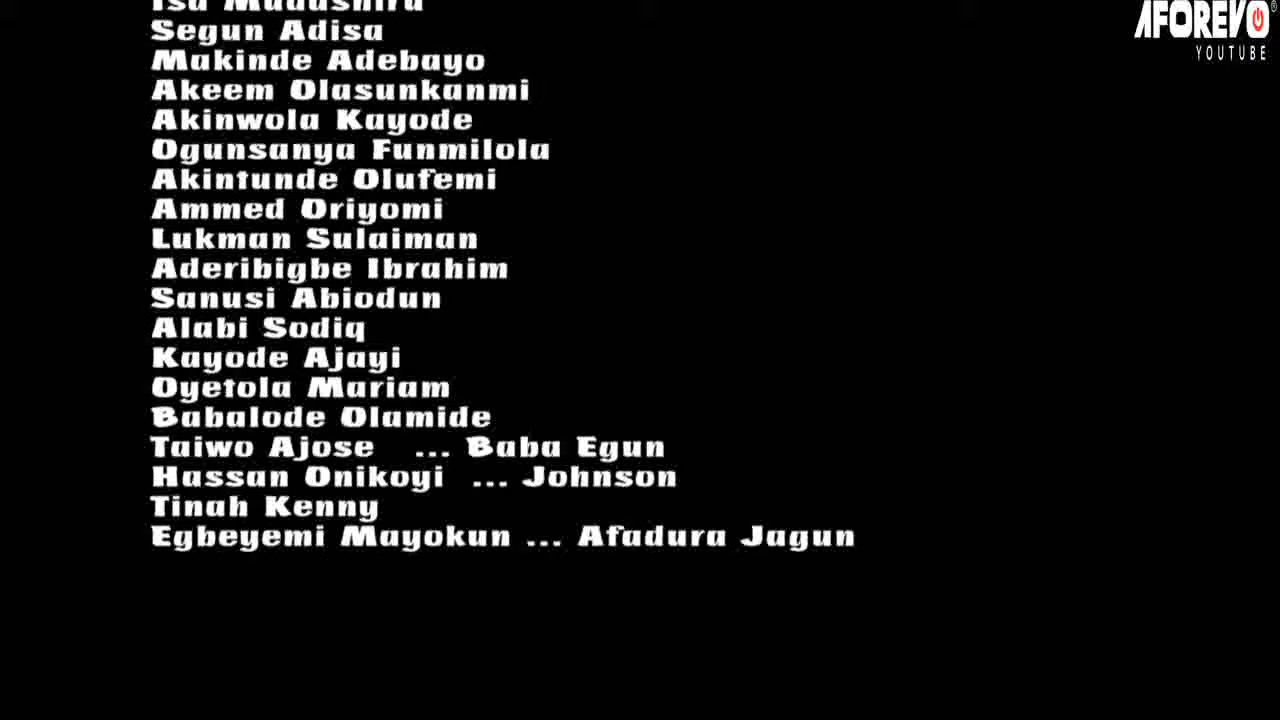 AFOREVO
YOUTUBE
Isa Mudashiru
Segun Adisa
Makinde Adebayo
Akeem Olasunkanmi
Akinwola Kayode
Ogunsanya Funmilola
Akintunde Olufemi
Ammed Oriyomi
Lukman Sulaiman
Aderibigbe Ibrahim
Sanusi Abiodun
Alabi Sodiq
Kayode Ajayi
Oyetola Mariam
Babalode Olamide
Taiwo Ajose ... Baba Egun
Hassan Onikoyi ... Johnson
Tinah Kenny
Egbeyemi Mayokun ... Afadura Jagun